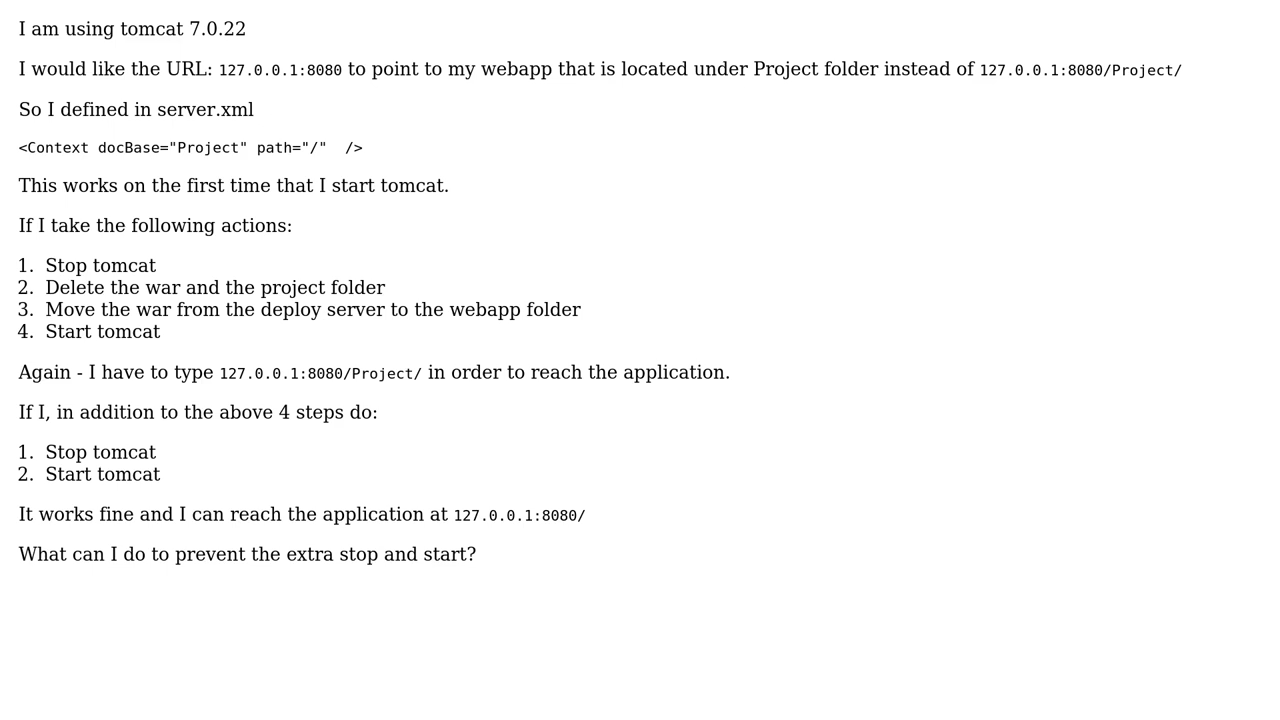 I am using tomcat 7.0.22
I would like the URL: 127.0.0.1:8080 to point to my webapp that is located under Project folder instead of 127.0.0.1:8080/Project/
So I defined in server.xml
<Context docBase="Project" path="/"  />
This works on the first time that I start tomcat.
If I take the following actions:
1. Stop tomcat
2. Delete the war and the project folder
3. Move the war from the deploy server to the webapp folder
4. Start tomcat
Again - I have to type 127.0.0.1:8080/Project/ in order to reach the application.
If I, in addition to the above 4 steps do:
1. Stop tomcat
2. Start tomcat
It works fine and I can reach the application at 127.0.0.1:8080/
What can I do to prevent the extra stop and start?